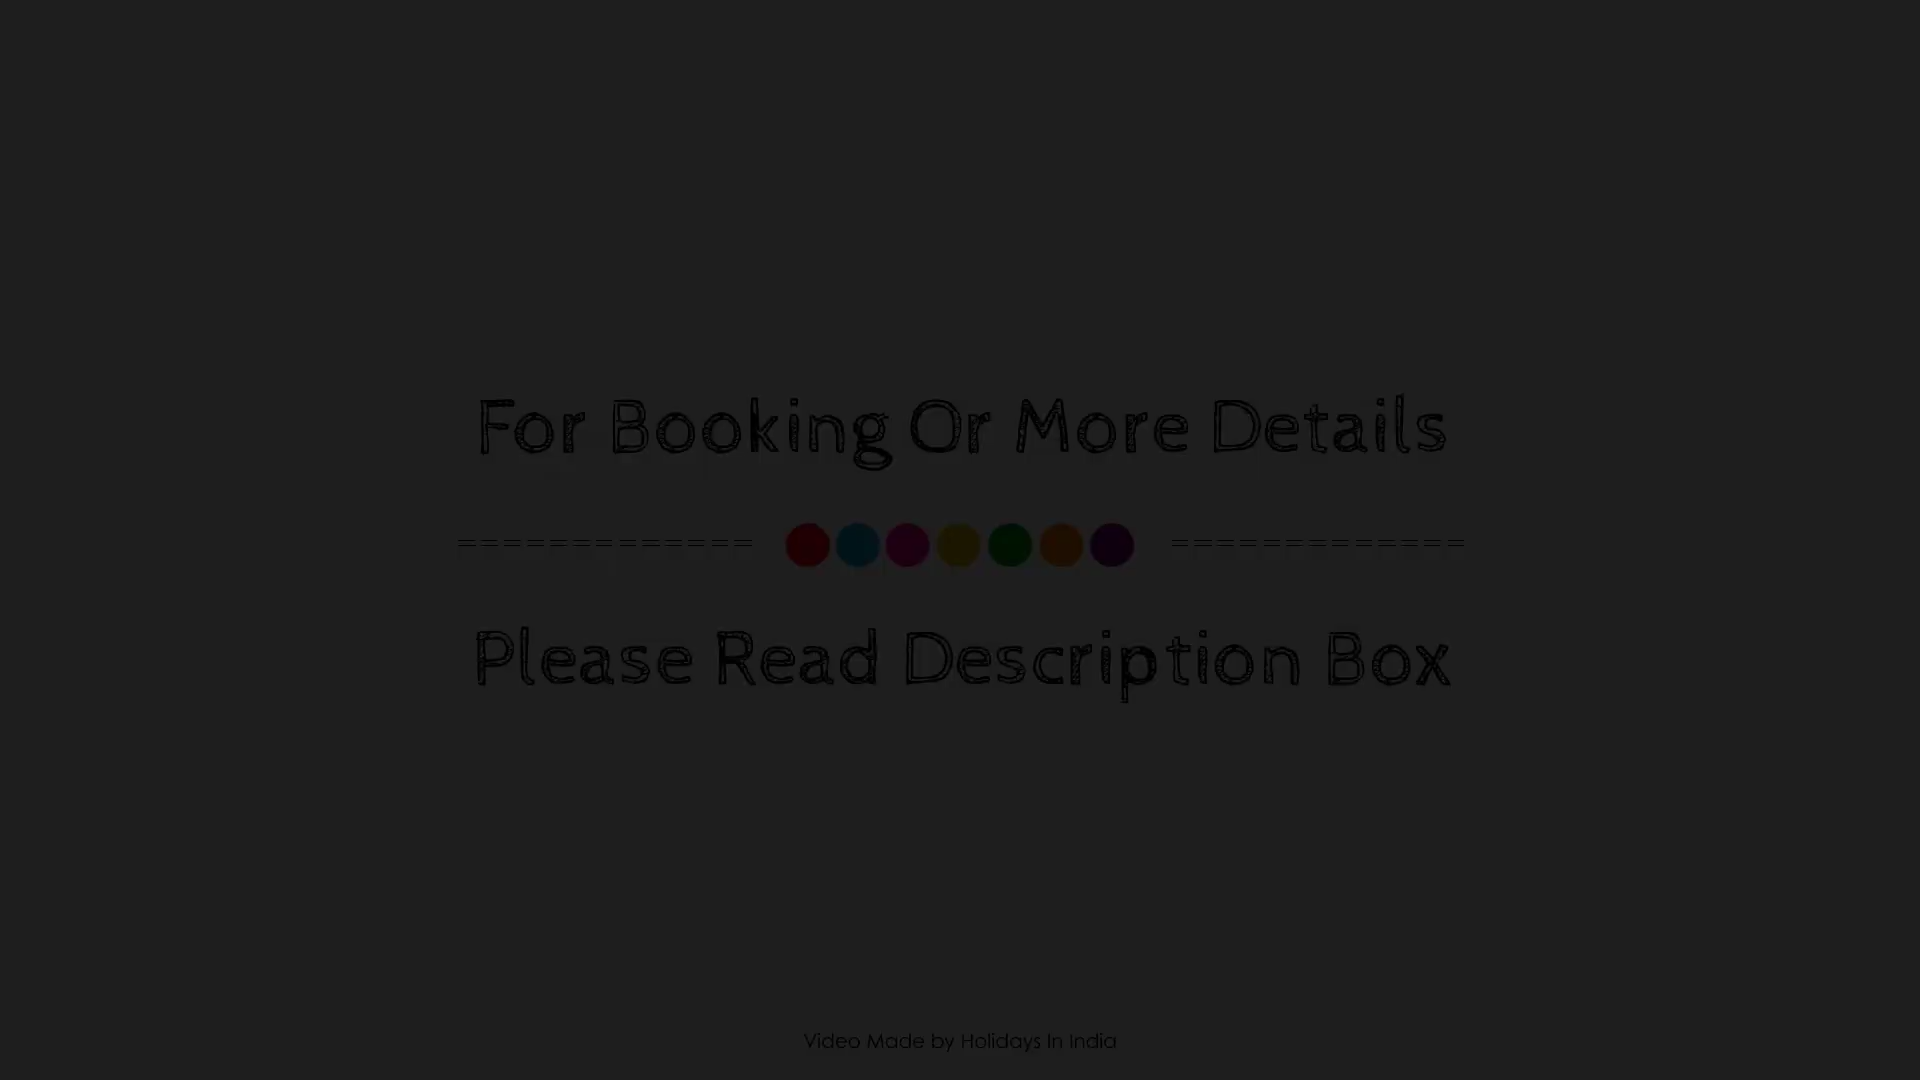 For Booking Or More Details
============= =============
Please Read Description Box
Video Made by Holidays In India